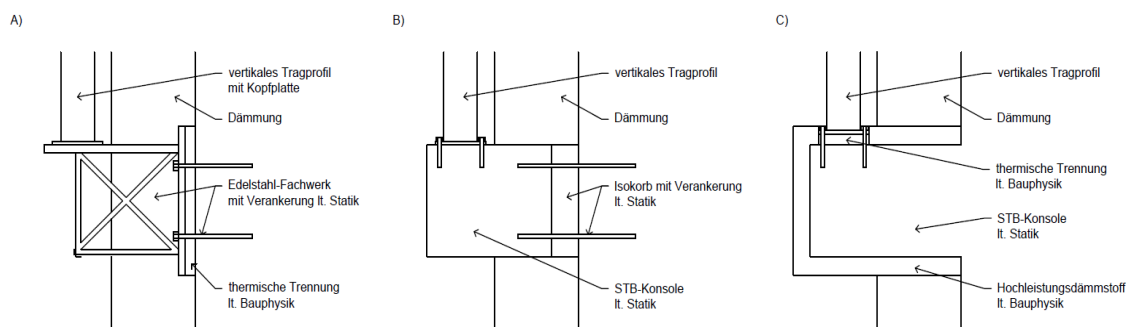 A)
vertikales Tragprofil
mit Kopfplatte
Dämmung
Edelstahl-Fachwerk
mit Verankerung lt. Statik
thermische Trennung
lt. Bauphysik
B)
vertikales Tragprofil
Dämmung
Isokorb mit Verankerung
lt. Statik
STB-Konsole
lt. Statik
C)
vertikales Tragprofil
Dämmung
thermische Trennung
lt. Bauphysik
STB-Konsole
lt. Statik
Hochleistungsdämmstoff
lt. Bauphysik